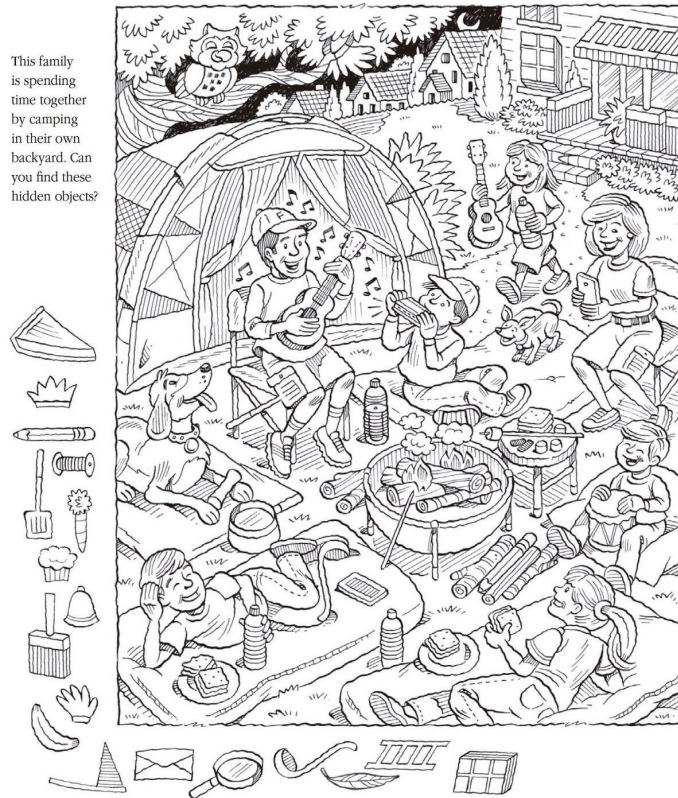 This family
is spending
time together
by camping
in their own
backyard. Can
you find these
hidden objects?